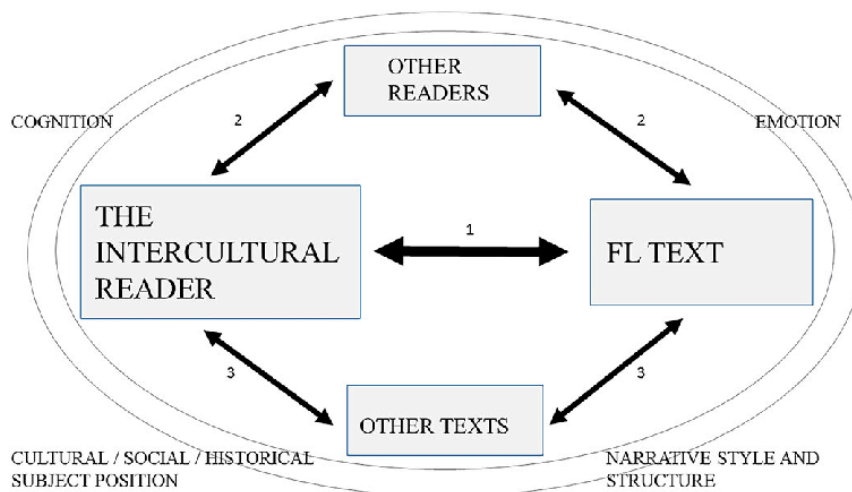 OTHER
READERS
COGNITION
2
2
EMOTION
THE
INTERCULTURAL
READER
1
FL TEXT
3
3
OTHER TEXTS
CULTURAL / SOCIAL / HISTORICAL
SUBJECT POSITION
NARRATIVE STYLE AND
STRUCTURE